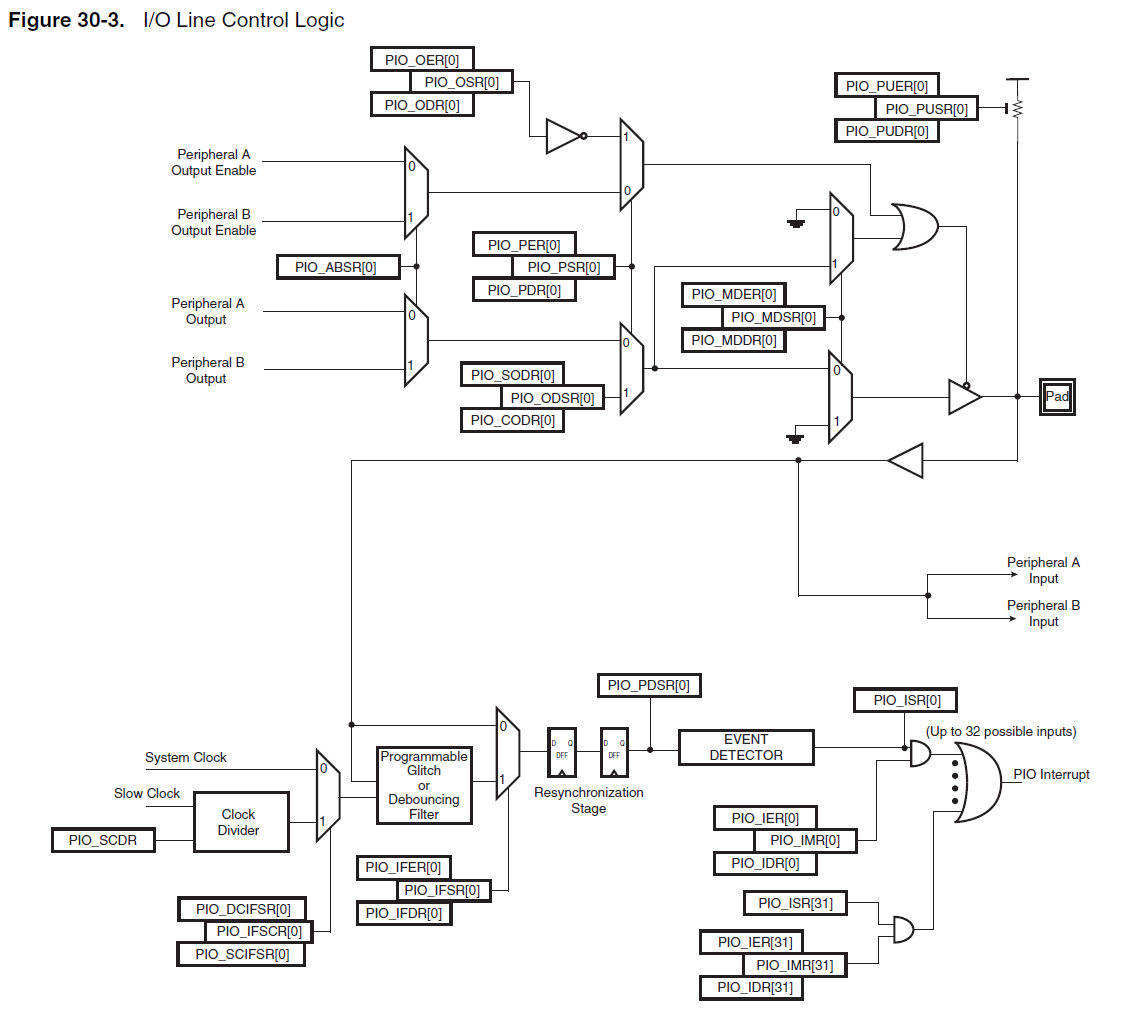 Figure 30-3. I/O Line Control Logic
PIO_OER[0]
PIO_OSR[0]
PIO_ODR[0]
1
0
PIO_PUER[0]
PIO_PUSR[0]
PIO_PUDR[0]
Peripheral A
Output Enable
0
Peripheral B
Output Enable
1
PIO_ABSR[0]
PIO_PER[0]
PIO_PSR[0]
PIO_PDR[0]
0
1
PIO_MDER[0]
PIO_MDSR[0]
PIO_MDDR[0]
Peripheral A
Output
0
Peripheral B
Output
1
PIO_SODR[0]
PIO_ODSR[0]
PIO_CODR[0]
0
1
0
1
Pad
Peripheral A
Input
Peripheral B
Input
PIO_PDSR[0]
PIO_ISR[0]
(Up to 32 possible inputs)
PIO Interrupt
EVENT
DETECTOR
System Clock
0
Slow Clock
1
Clock
Divider
PIO_SCDR
Programmable
Glitch
or
Debouncing
Filter
0
1
D Q
DFF
D Q
DFF
Resynchronization
Stage
PIO_IER[0]
PIO_IMR[0]
PIO_IDR[0]
PIO_IFER[0]
PIO_IFSR[0]
PIO_IFDR[0]
PIO_DCIFSR[0]
PIO_IFSCR[0]
PIO_SCIFSR[0]
PIO_ISR[31]
PIO_IER[31]
PIO_IMR[31]
PIO_IDR[31]